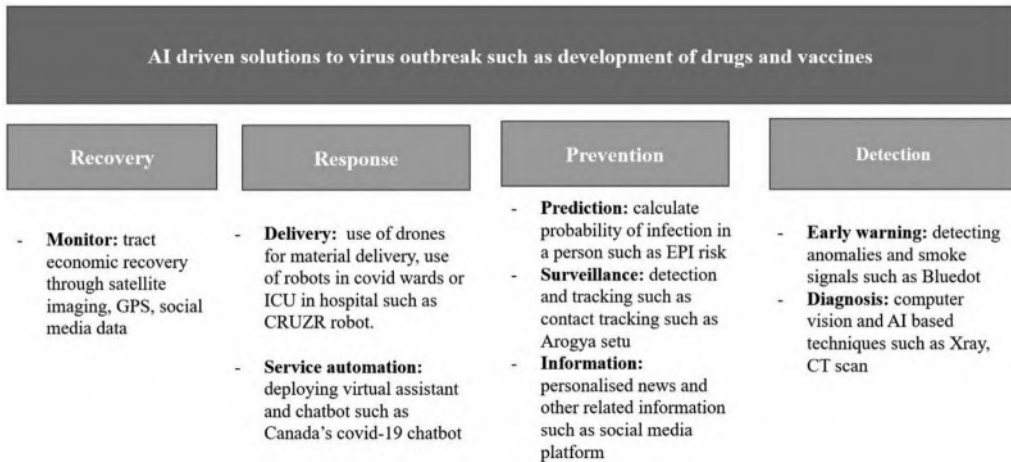 AI driven solutions to virus outbreak such as development of drugs and vaccines
Recovery
- Monitor: tract
economic recovery
through satellite
imaging, GPS, social
media data
Response
- Delivery: use of drones
for material delivery, use
of robots in covid wards or
ICU in hospital such as
CRUZR robot.
- Service automation:
deploying virtual assistant
and chatbot such as
Canada's covid-19 chatbot
Prevention
- Prediction: calculate
probability of infection in
a person such as EPI risk
- Surveillance: detection
and tracking such as
contact tracking such as
Arogya setu
- Information:
personalised news and
other related information
such as social media
platform
Detection
- Early warning: detecting
anomalies and smoke
signals such as Bluedot
- Diagnosis: computer
vision and AI based
techniques such as Xray,
CT scan